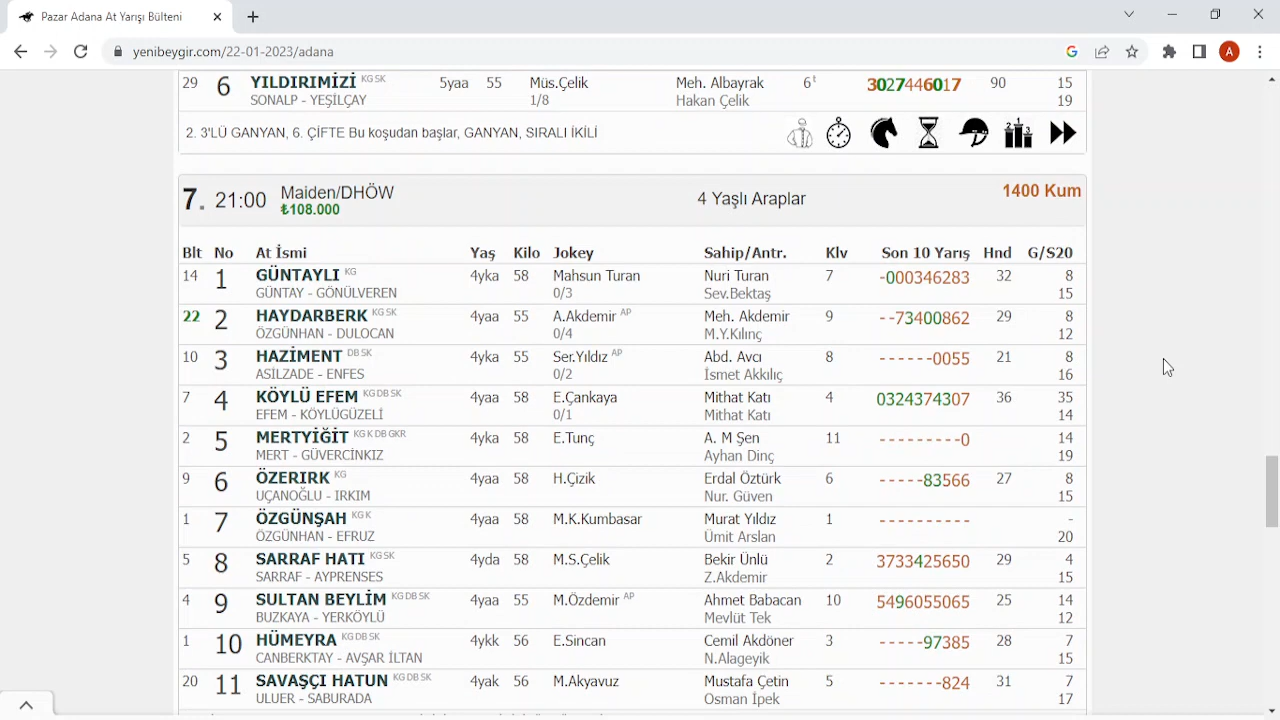 Pazar Adana At Yarışı Bülteni
yenibeygir.com/22-01-2023/adana
A
29 6 YILDIRIMİZİ KG SK 5yaa 55 Müs.Çelik Meh. Albayrak 6 t 3027446017 90 15
SONALP - YEŞİLÇAY 1/8 Hakan Çelik 19
2. 3'LÜ GANYAN, 6. ÇİFTE Bu koşudan başlar, GANYAN, SIRALI İKİLİ
7. 21:00 Maiden/DHÖW 4 Yaşlı Araplar 1400 Kum
₺108.000
Blt No At İsmi Yaş Kilo Jokey Sahip/Antr. Klv Son 10 Yarış Hnd G/S20
14 1 GÜNTAYLI KG 4yka 58 Mahsun Turan Nuri Turan 7 -000346283 32 8
GÜNTAY - GÖNÜLVEREN 0/3 Sev.Bektaş 15
22 2 HAYDARBERK KG SK 4yaa 55 A.Akdemir AP Meh. Akdemir 9 --73400862 29 8
ÖZGÜNHAN - DULOCAN 0/4 M.Y.Kılınç 12
10 3 HAZİMENT DB SK 4yka 55 Ser.Yıldız AP Abd. Avcı 8 ------0055 21 8
ASİLZADE - ENFES 0/2 İsmet Akkılıç 16
7 4 KÖYLÜ EFEM KG DB SK 4yaa 58 E.Çankaya Mithat Katı 4 0324374307 36 35
EFEM - KÖYLÜGÜZELİ 0/1 Mithat Katı 14
2 5 MERTYİĞİT KG K DB GKR 4yka 58 E.Tunç A. M Şen 11 ---------0 14
MERT - GÜVERCİNKIZ Ayhan Dinç 19
9 6 ÖZERIRK KG 4yaa 58 H.Çizik Erdal Öztürk 6 -----83566 27 8
UÇANOĞLU - IRKIM Nur. Güven 15
1 7 ÖZGÜNŞAH KG K 4yaa 58 M.K.Kumbasar Murat Yıldız 1 ---------- -
ÖZGÜNHAN - EFRUZ Ümit Arslan 20
5 8 SARRAF HATI KG SK 4yda 58 M.S.Çelik Bekir Ünlü 2 3733425650 29 4
SARRAF - AYPRENSES Z.Akdemir 15
4 9 SULTAN BEYLİM KG DB SK 4yaa 55 M.Özdemir AP Ahmet Babacan 10 5496055065 25 14
BUZKAYA - YERKÖYLÜ Mevlüt Tek 12
1 10 HÜMEYRA KG DB SK 4ykk 56 E.Sincan Cemil Akdöner 3 -----97385 28 7
CANBERKTAY - AVŞAR İLTAN N.Alageyik 15
20 11 SAVAŞÇI HATUN KG DB SK 4yak 56 M.Akyavuz Mustafa Çetin 5 -------824 31 7
ULUER - SABURADA Osman İpek 17